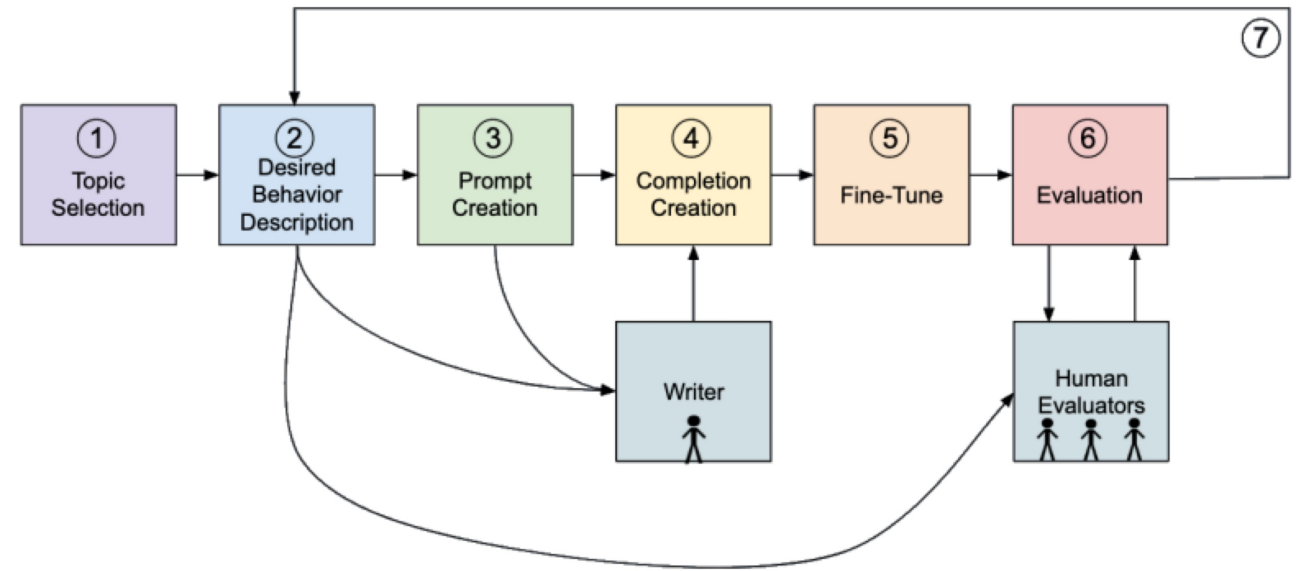 7
1
Topic
Selection
2
Desired
Behavior
Description
3
Prompt
Creation
4
Completion
Creation
5
Fine-Tune
6
Evaluation
Writer
Human
Evaluators